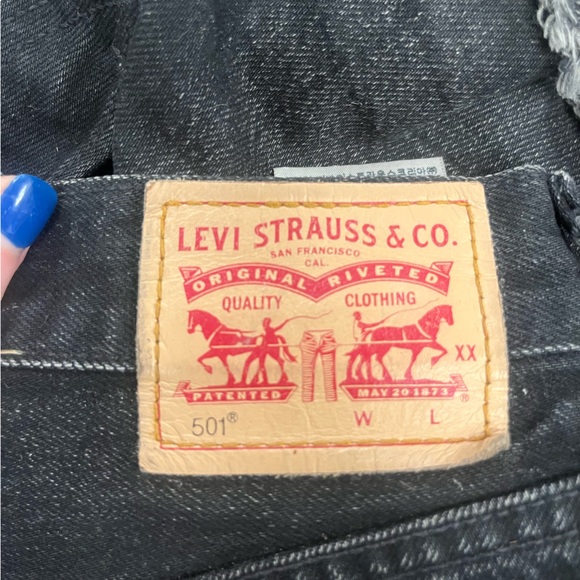 LEVI STRAUSS & CO.
SAN FRANCISCO
CAL.
ORIGINAL RIVETED
QUALITY CLOTHING
XX
PATENTED MAY 20 1873
®
501® W L